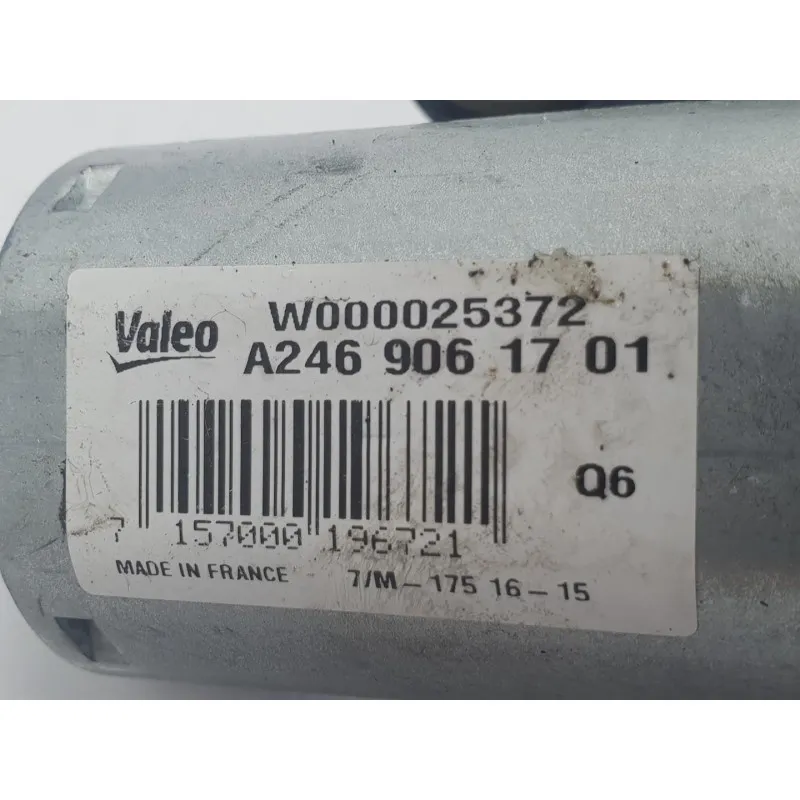 Valeo
W000025372
A246 906 17 01
Q6
7 157000 196721
MADE IN FRANCE 7/M-175 16-15